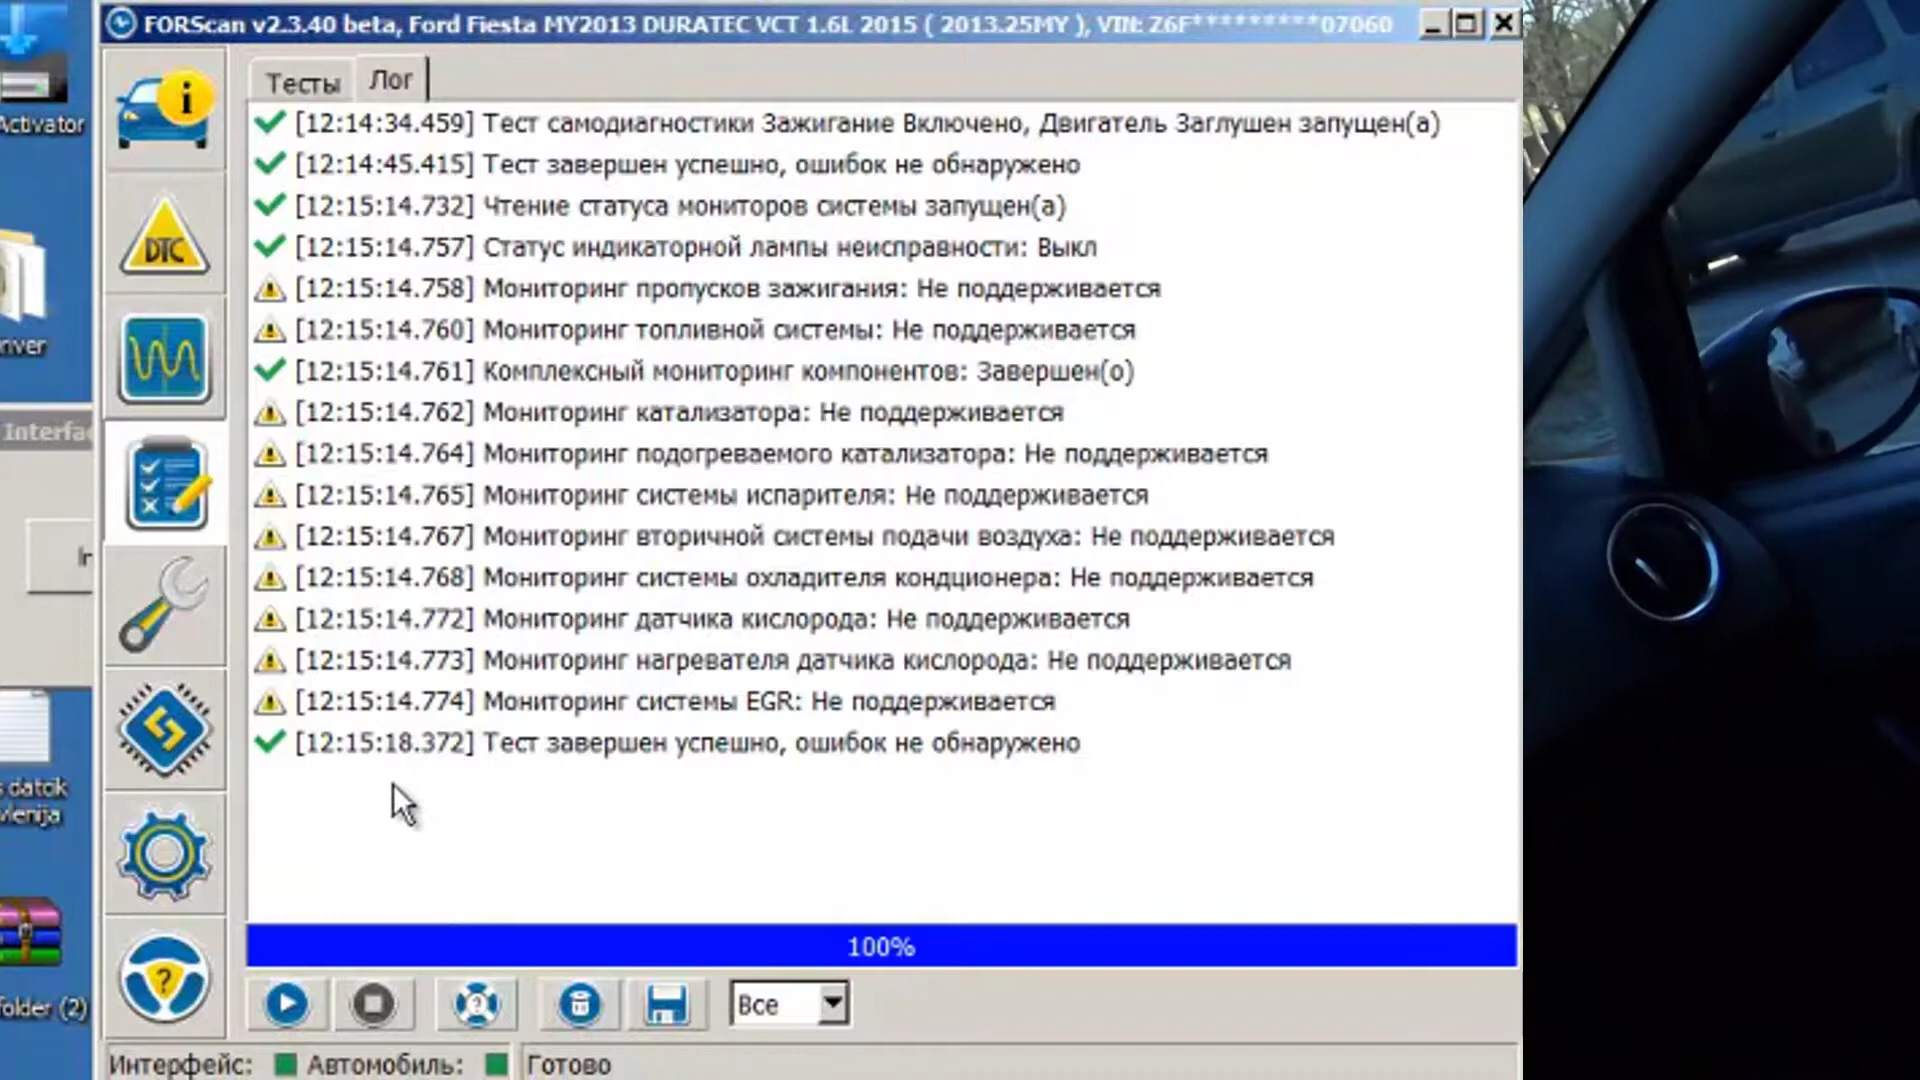 FORScan v2.3.40 beta, Ford Fiesta MY2013 DURATEC VCT 1.6L 2015 ( 2013.25MY ), VIN: Z6F*********07060
Activator
river
Interfa
In
datcik
vlenija
folder (2)
DTC
Тесты
Лог
[12:14:34.459] Тест самодиагностики Зажигание Включено, Двигатель Заглушен запущен(а)
[12:14:45.415] Тест завершен успешно, ошибок не обнаружено
[12:15:14.732] Чтение статуса мониторов системы запущен(а)
[12:15:14.757] Статус индикаторной лампы неисправности: Выкл
[12:15:14.758] Мониторинг пропусков зажигания: Не поддерживается
[12:15:14.760] Мониторинг топливной системы: Не поддерживается
[12:15:14.761] Комплексный мониторинг компонентов: Завершен(о)
[12:15:14.762] Мониторинг катализатора: Не поддерживается
[12:15:14.764] Мониторинг подогреваемого катализатора: Не поддерживается
[12:15:14.765] Мониторинг системы испарителя: Не поддерживается
[12:15:14.767] Мониторинг вторичной системы подачи воздуха: Не поддерживается
[12:15:14.768] Мониторинг системы охладителя кондционера: Не поддерживается
[12:15:14.772] Мониторинг датчика кислорода: Не поддерживается
[12:15:14.773] Мониторинг нагревателя датчика кислорода: Не поддерживается
[12:15:14.774] Мониторинг системы EGR: Не поддерживается
[12:15:18.372] Тест завершен успешно, ошибок не обнаружено
100%
Все
Интерфейс: Автомобиль: Готово